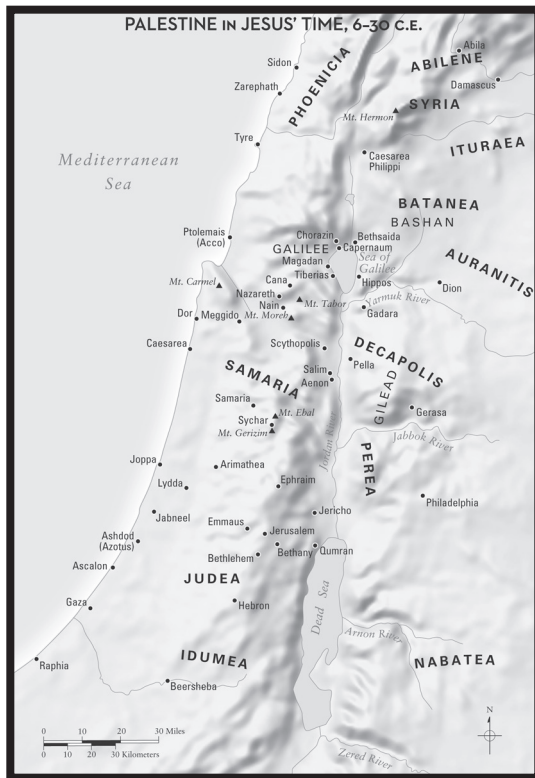 PALESTINE IN JESUS' TIME, 6–30 C.E.
Abila
ABILENE
Sidon
Damascus
PHOENICIA
Zarephath
SYRIA
Mt. Hermon
Tyre
ITURAEA
Caesarea
Philippi
Mediterranean
Sea
BATANEA
BASHAN
Ptolemais
(Acco)
Chorazin
Bethsaida
GALILEE
Capernaum
Magadan
Sea of
Galilee
AURANITIS
Tiberias
Mt. Carmel
Cana
Hippos
Dion
Nazareth
Mt. Tabor
Yarmuk River
Nain
Gadara
Dor
Meggido
Mt. Moreh
Caesarea
Scythopolis
DECAPOLIS
Pella
SAMARIA
Salim
Aenon
GILEAD
Samaria
Mt. Ebal
Gerasa
Sychar
Mt. Gerizim
Jordan River
Jabbok River
PEREA
Joppa
Arimathea
Lydda
Ephraim
Philadelphia
Jabneel
Jericho
Emmaus
Jerusalem
Ashdod
(Azotus)
Bethany
Qumran
Bethlehem
Ascalon
JUDEA
Dead Sea
Gaza
Hebron
Arnon River
IDUMEA
NABATEA
Raphia
Beersheba
N
0 10 20 30 Miles
0 10 20 30 Kilometers
Zered River